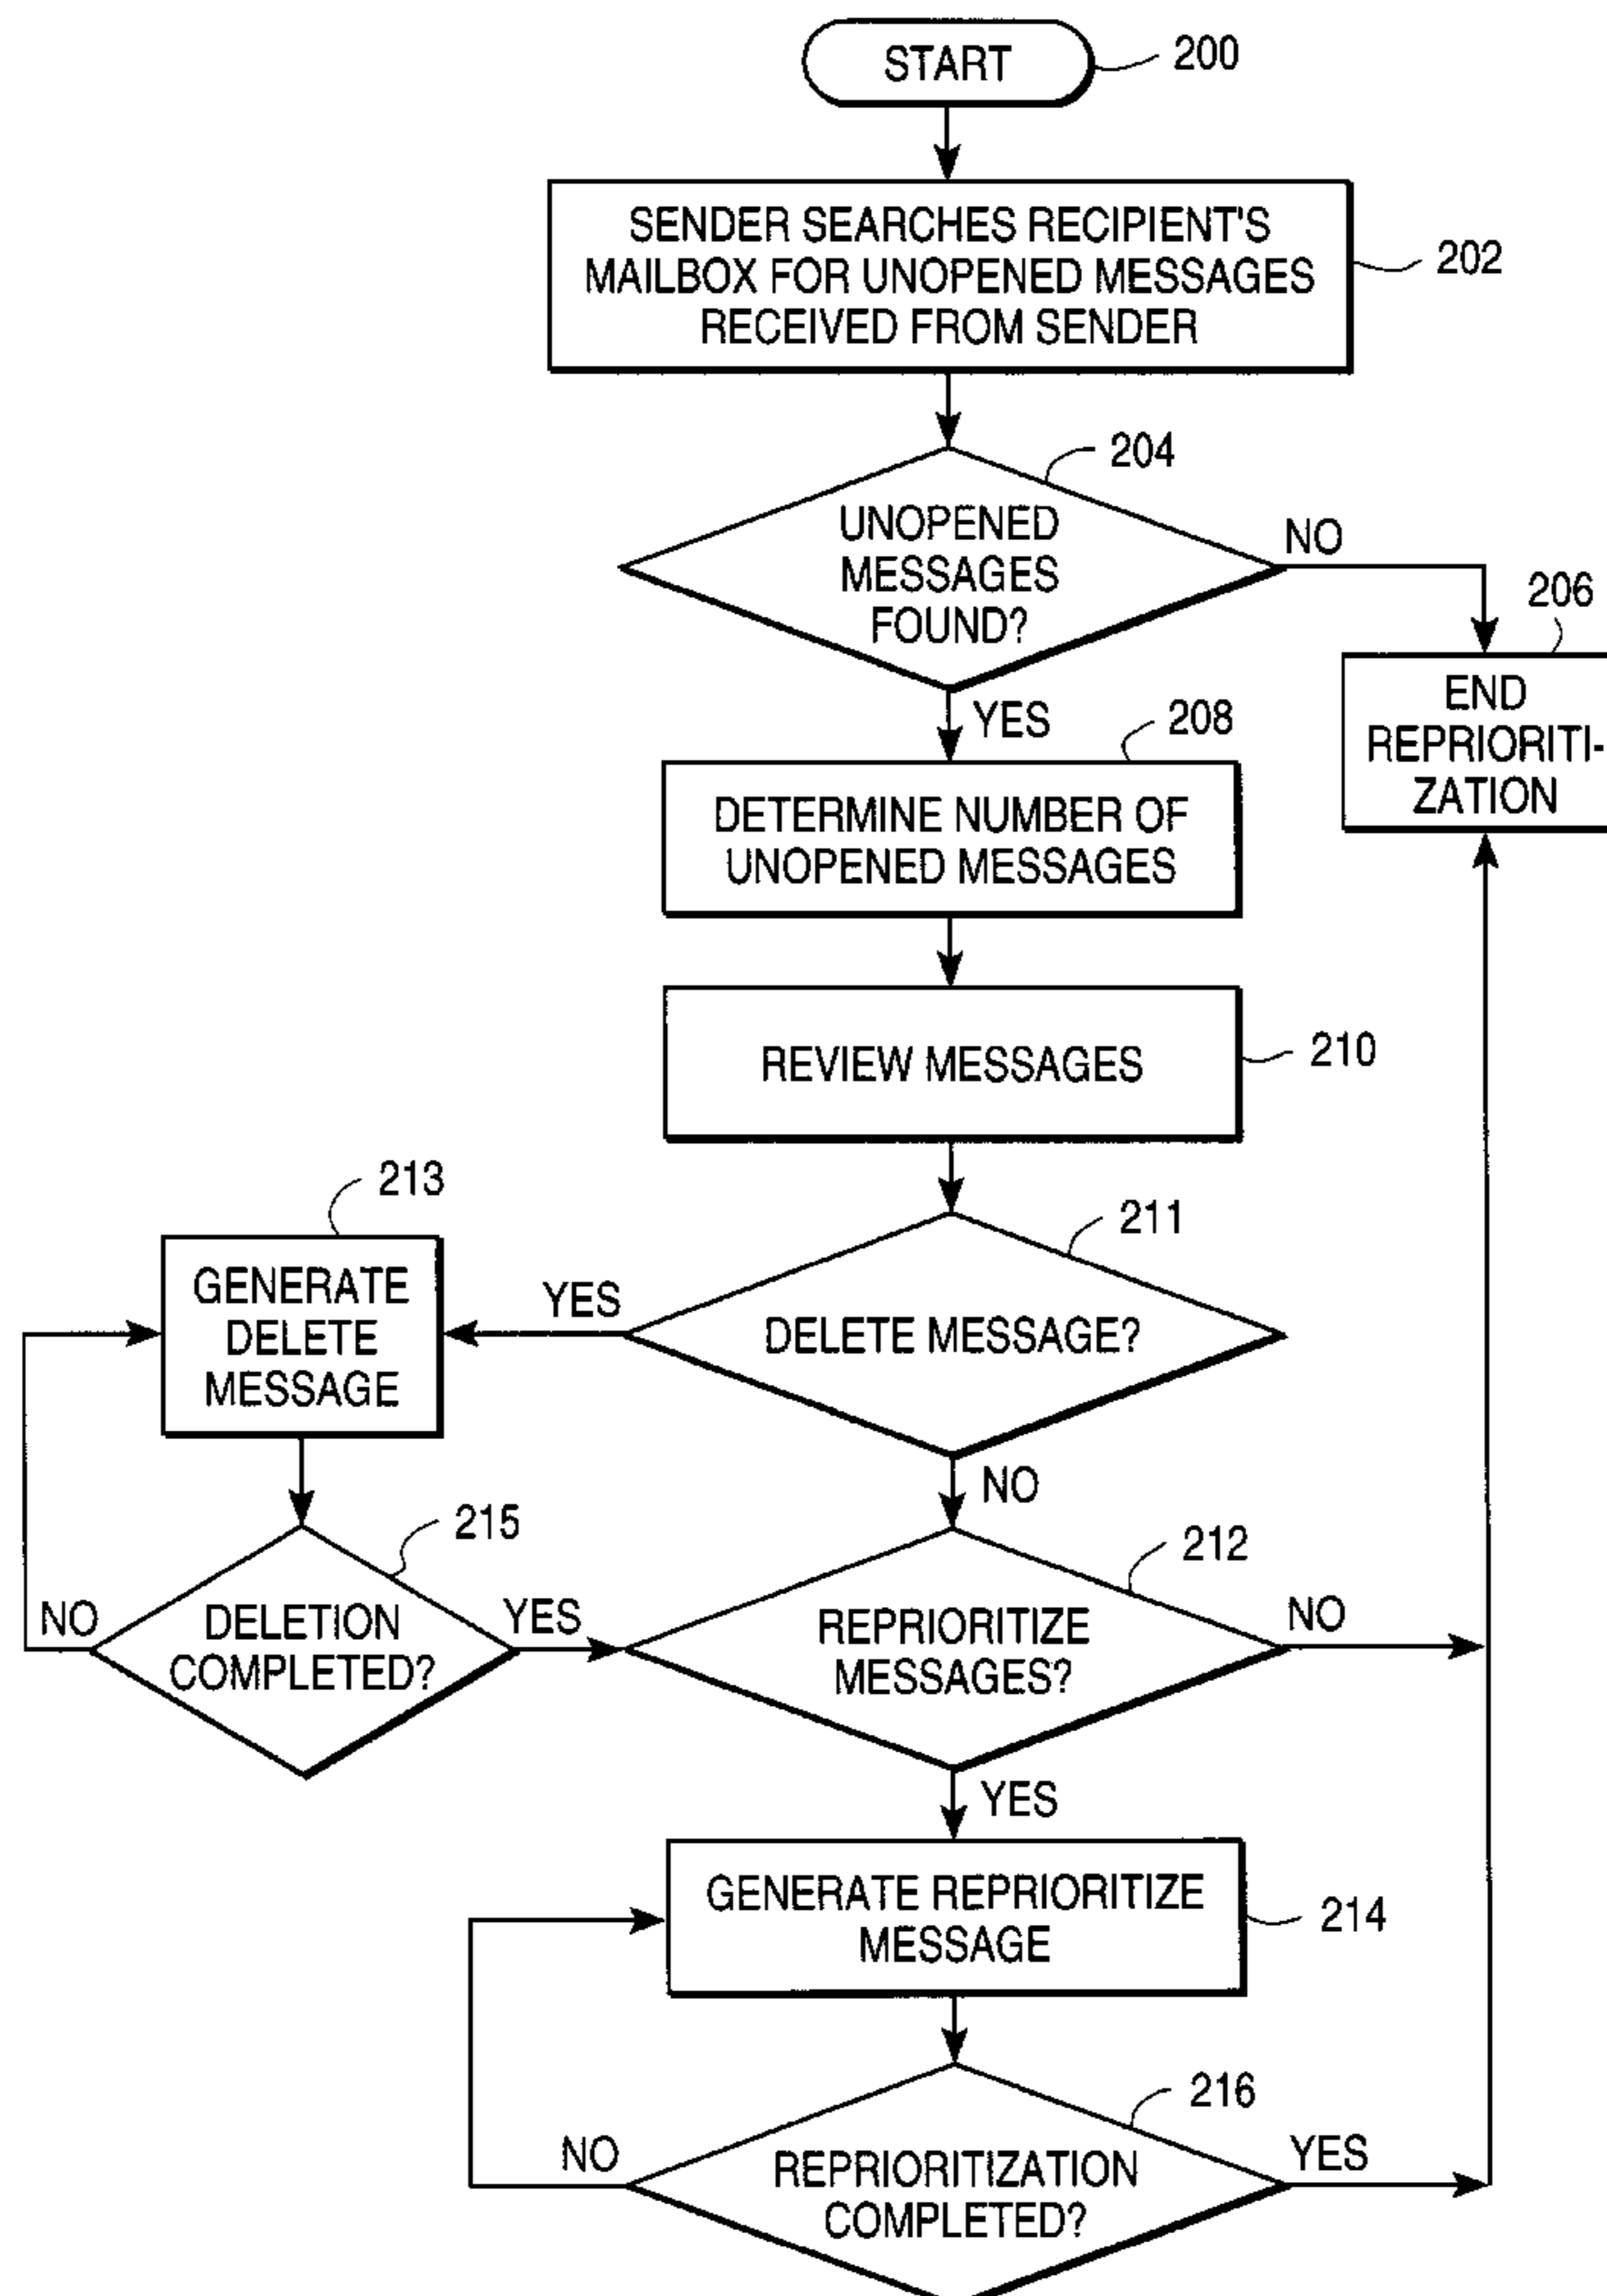 START
200
SENDER SEARCHES RECIPIENT'S
MAILBOX FOR UNOPENED MESSAGES
RECEIVED FROM SENDER
202
204
UNOPENED
MESSAGES
FOUND?
NO
206
END
REPRIORITI-
ZATION
YES
208
DETERMINE NUMBER OF
UNOPENED MESSAGES
REVIEW MESSAGES
210
213
211
GENERATE
DELETE
MESSAGE
YES
DELETE MESSAGE?
NO
215
212
NO
DELETION
COMPLETED?
YES
REPRIORITIZE
MESSAGES?
NO
YES
GENERATE REPRIORITIZE
MESSAGE
214
216
NO
REPRIORITIZATION
COMPLETED?
YES